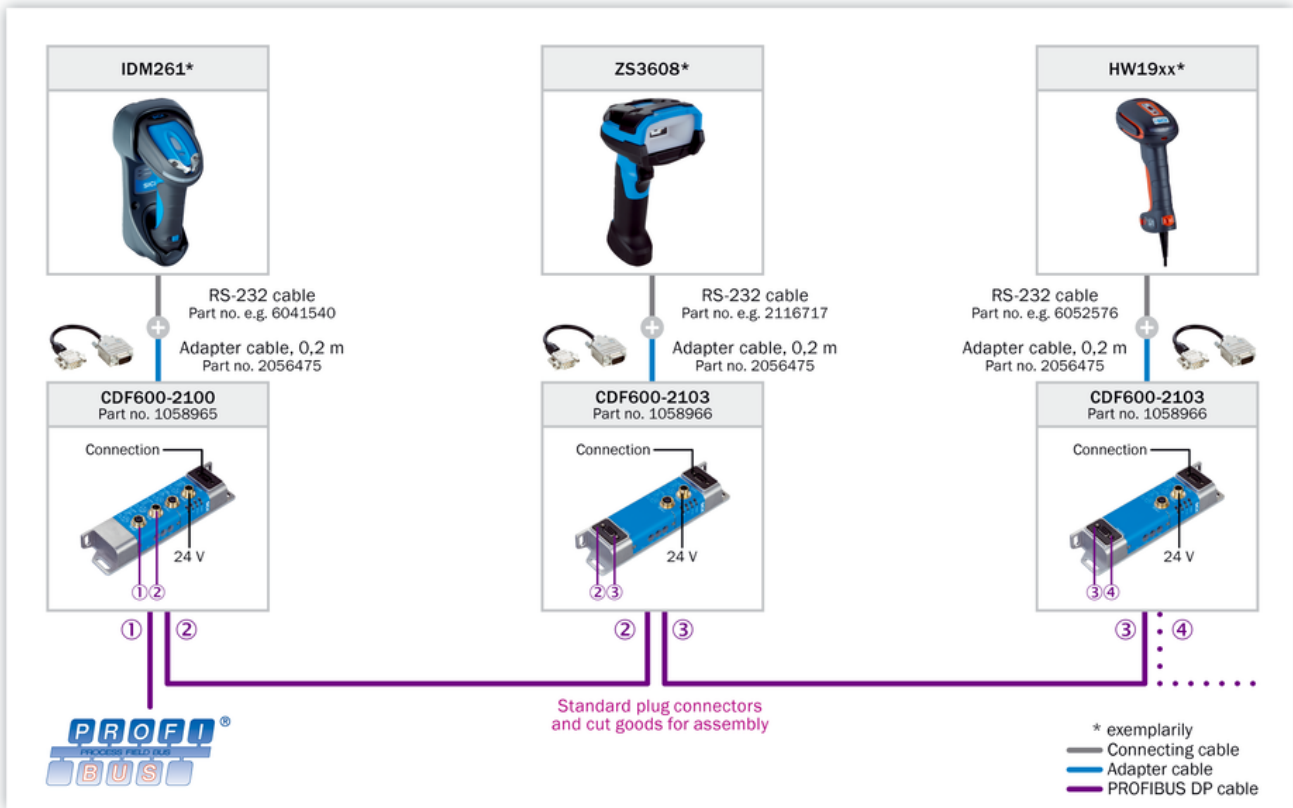 IDM261*
ZS3608*
HW19xx*
RS-232 cable
Part no. e.g. 6041540
Adapter cable, 0,2 m
Part no. 2056475
RS-232 cable
Part no. e.g. 2116717
Adapter cable, 0,2 m
Part no. 2056475
RS-232 cable
Part no. e.g. 6052576
Adapter cable, 0,2 m
Part no. 2056475
CDF600-2100
Part no. 1058965
Connection
24 V
①②
CDF600-2103
Part no. 1058966
Connection
24 V
②③
CDF600-2103
Part no. 1058966
Connection
24 V
③④
① ②
② ③
③ ④
Standard plug connectors
and cut goods for assembly
PROFI®
PROCESS FIELD BUS
BUS
* exemplarily
Connecting cable
Adapter cable
PROFIBUS DP cable